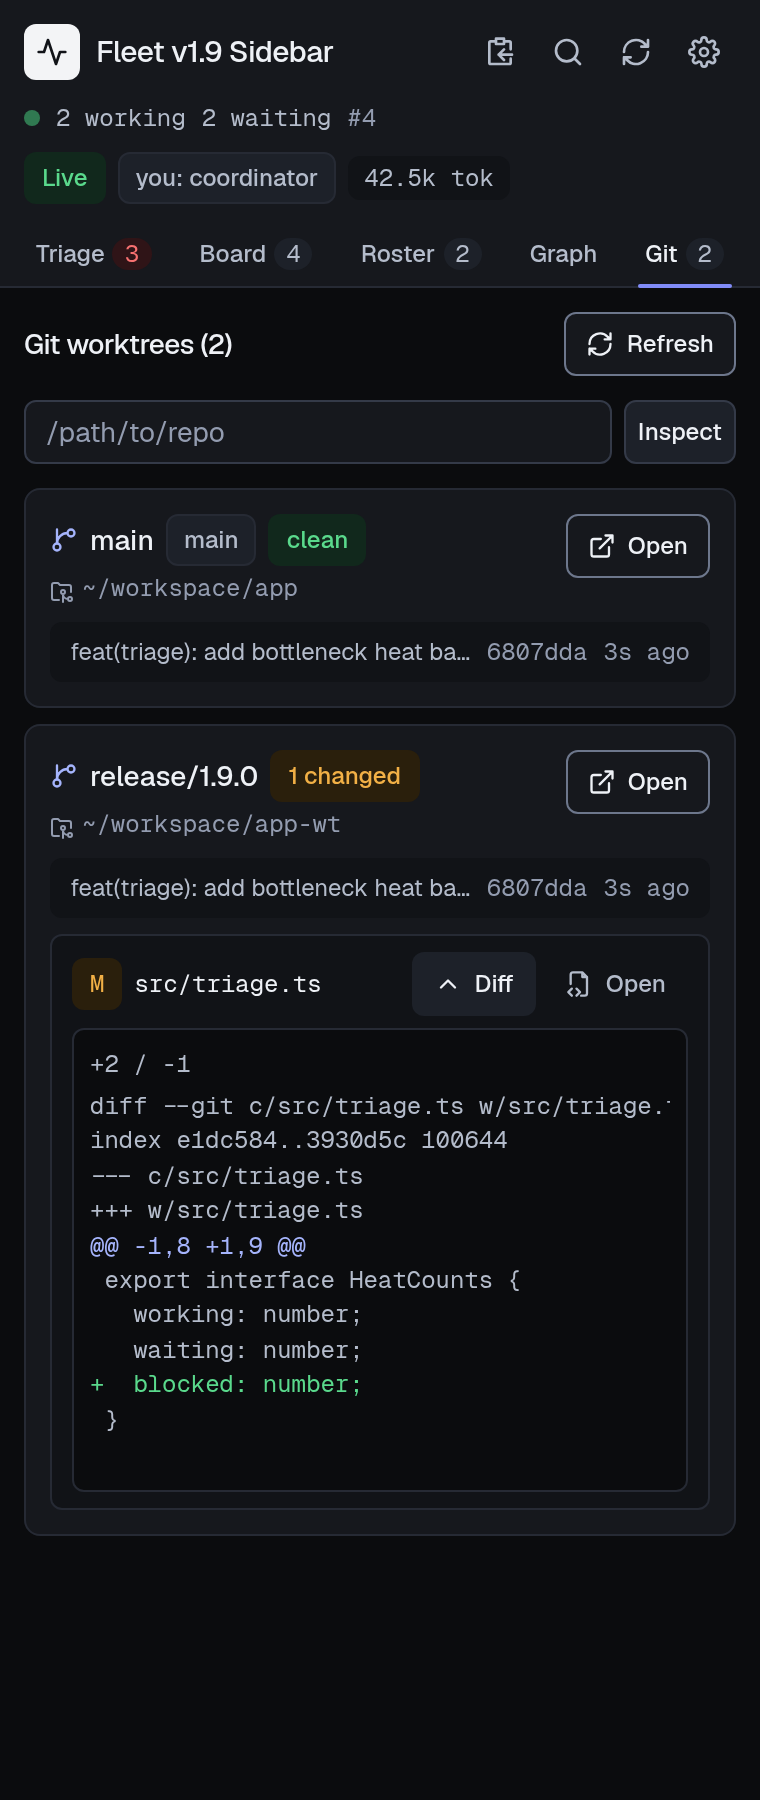 Fleet v1.9 Sidebar
2 working 2 waiting #4
Live you: coordinator 42.5k tok
Triage 3 Board 4 Roster 2 Graph Git 2
Git worktrees (2) Refresh
/path/to/repo Inspect
main main clean Open
~/workspace/app
feat(triage): add bottleneck heat ba… 6807dda 3s ago
release/1.9.0 1 changed Open
~/workspace/app-wt
feat(triage): add bottleneck heat ba… 6807dda 3s ago
M src/triage.ts Diff Open
+2 / -1
diff --git c/src/triage.ts w/src/triage.
index e1dc584..3930d5c 100644
--- c/src/triage.ts
+++ w/src/triage.ts
@@ -1,8 +1,9 @@
 export interface HeatCounts {
   working: number;
   waiting: number;
+  blocked: number;
 }